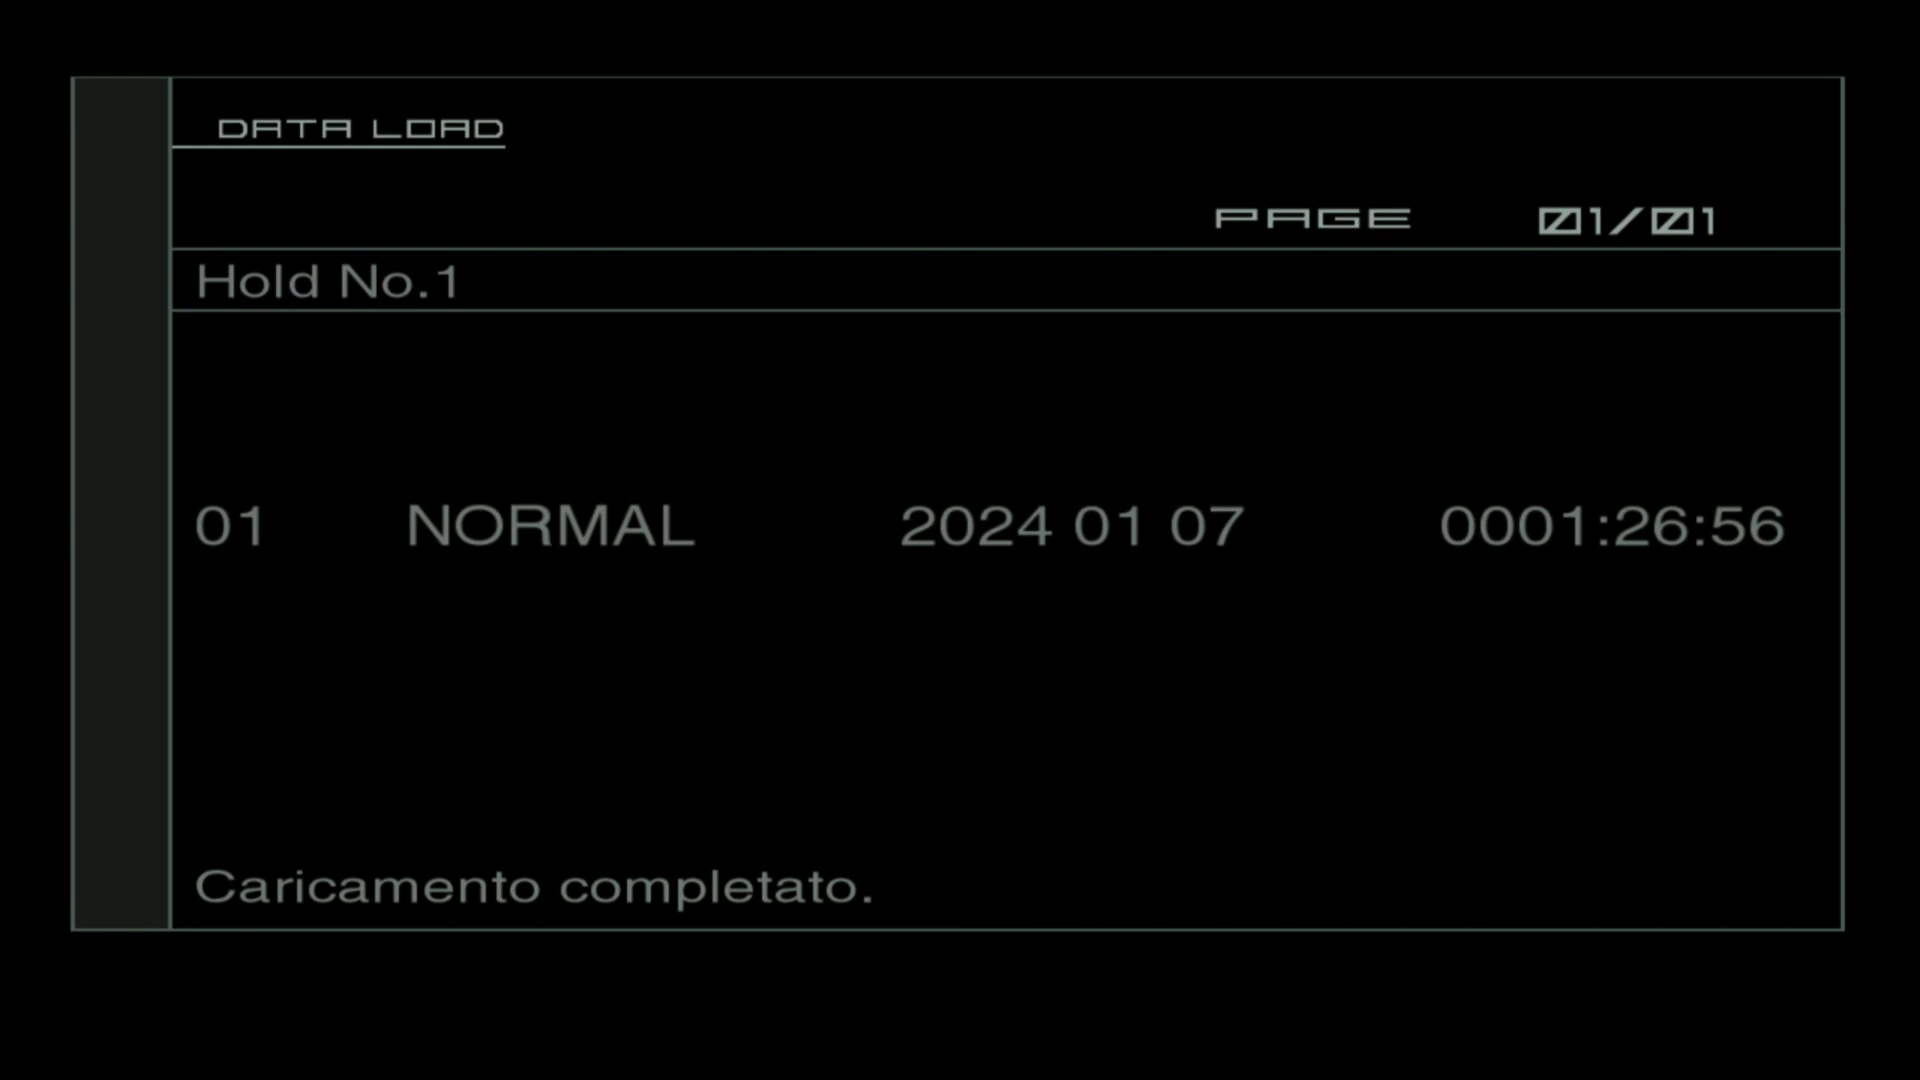 DATA LOAD
PAGE 01/01
Hold No.1
01 NORMAL 2024 01 07 0001:26:56
Caricamento completato.